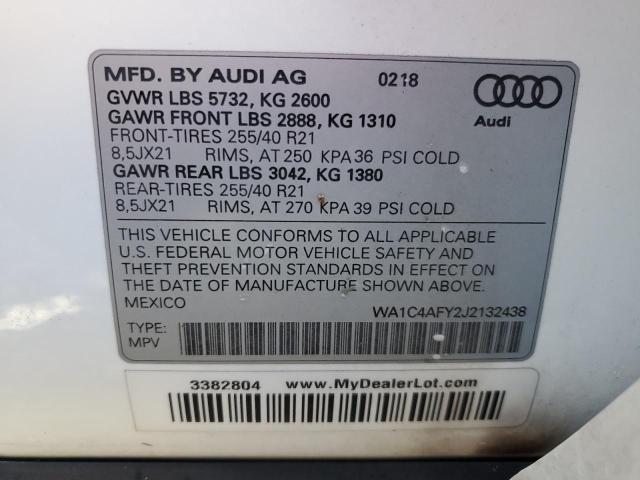 MFD. BY AUDI AG 0218
GVWR LBS 5732, KG 2600
GAWR FRONT LBS 2888, KG 1310
FRONT-TIRES 255/40 R21
8,5JX21 RIMS, AT 250 KPA 36 PSI COLD
GAWR REAR LBS 3042, KG 1380
REAR-TIRES 255/40 R21
8,5JX21 RIMS, AT 270 KPA 39 PSI COLD
Audi
THIS VEHICLE CONFORMS TO ALL APPLICABLE
U.S. FEDERAL MOTOR VEHICLE SAFETY AND
THEFT PREVENTION STANDARDS IN EFFECT ON
THE DATE OF MANUFACTURE SHOWN ABOVE.
MEXICO WA1C4AFY2J2132438
TYPE:
MPV
3382804 www.MyDealerLot.com